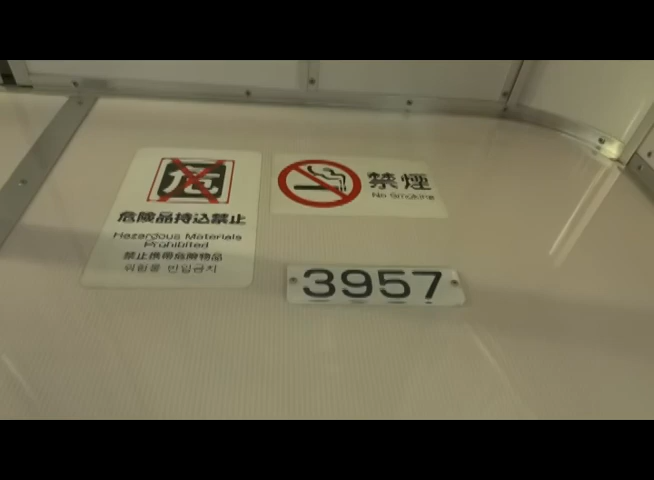 危
危険品持込禁止
Hazardous Materials
Prohibited
禁止携帯危險物品
위험물 반입금지
禁煙
No Smoking
3957